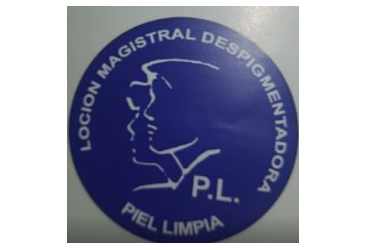 LOCION MAGISTRAL DESPIGMENTADORA
P.L.
PIEL LIMPIA